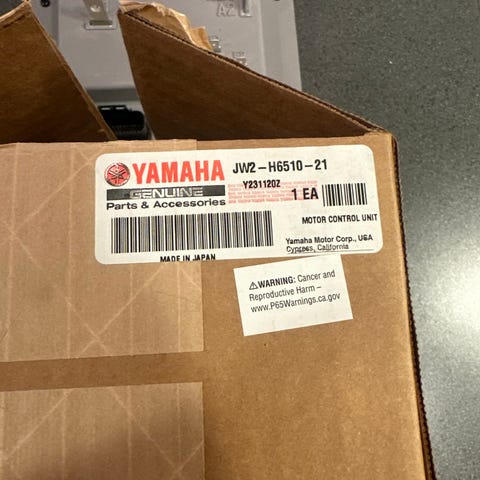 A2
YAMAHA
JW2-H6510-21
GENUINE
Y231120Z
Parts & Accessories
1 EA
MOTOR CONTROL UNIT
Yamaha Motor Corp., USA
Cypress, California
MADE IN JAPAN
⚠WARNING: Cancer and
Reproductive Harm –
www.P65Warnings.ca.gov